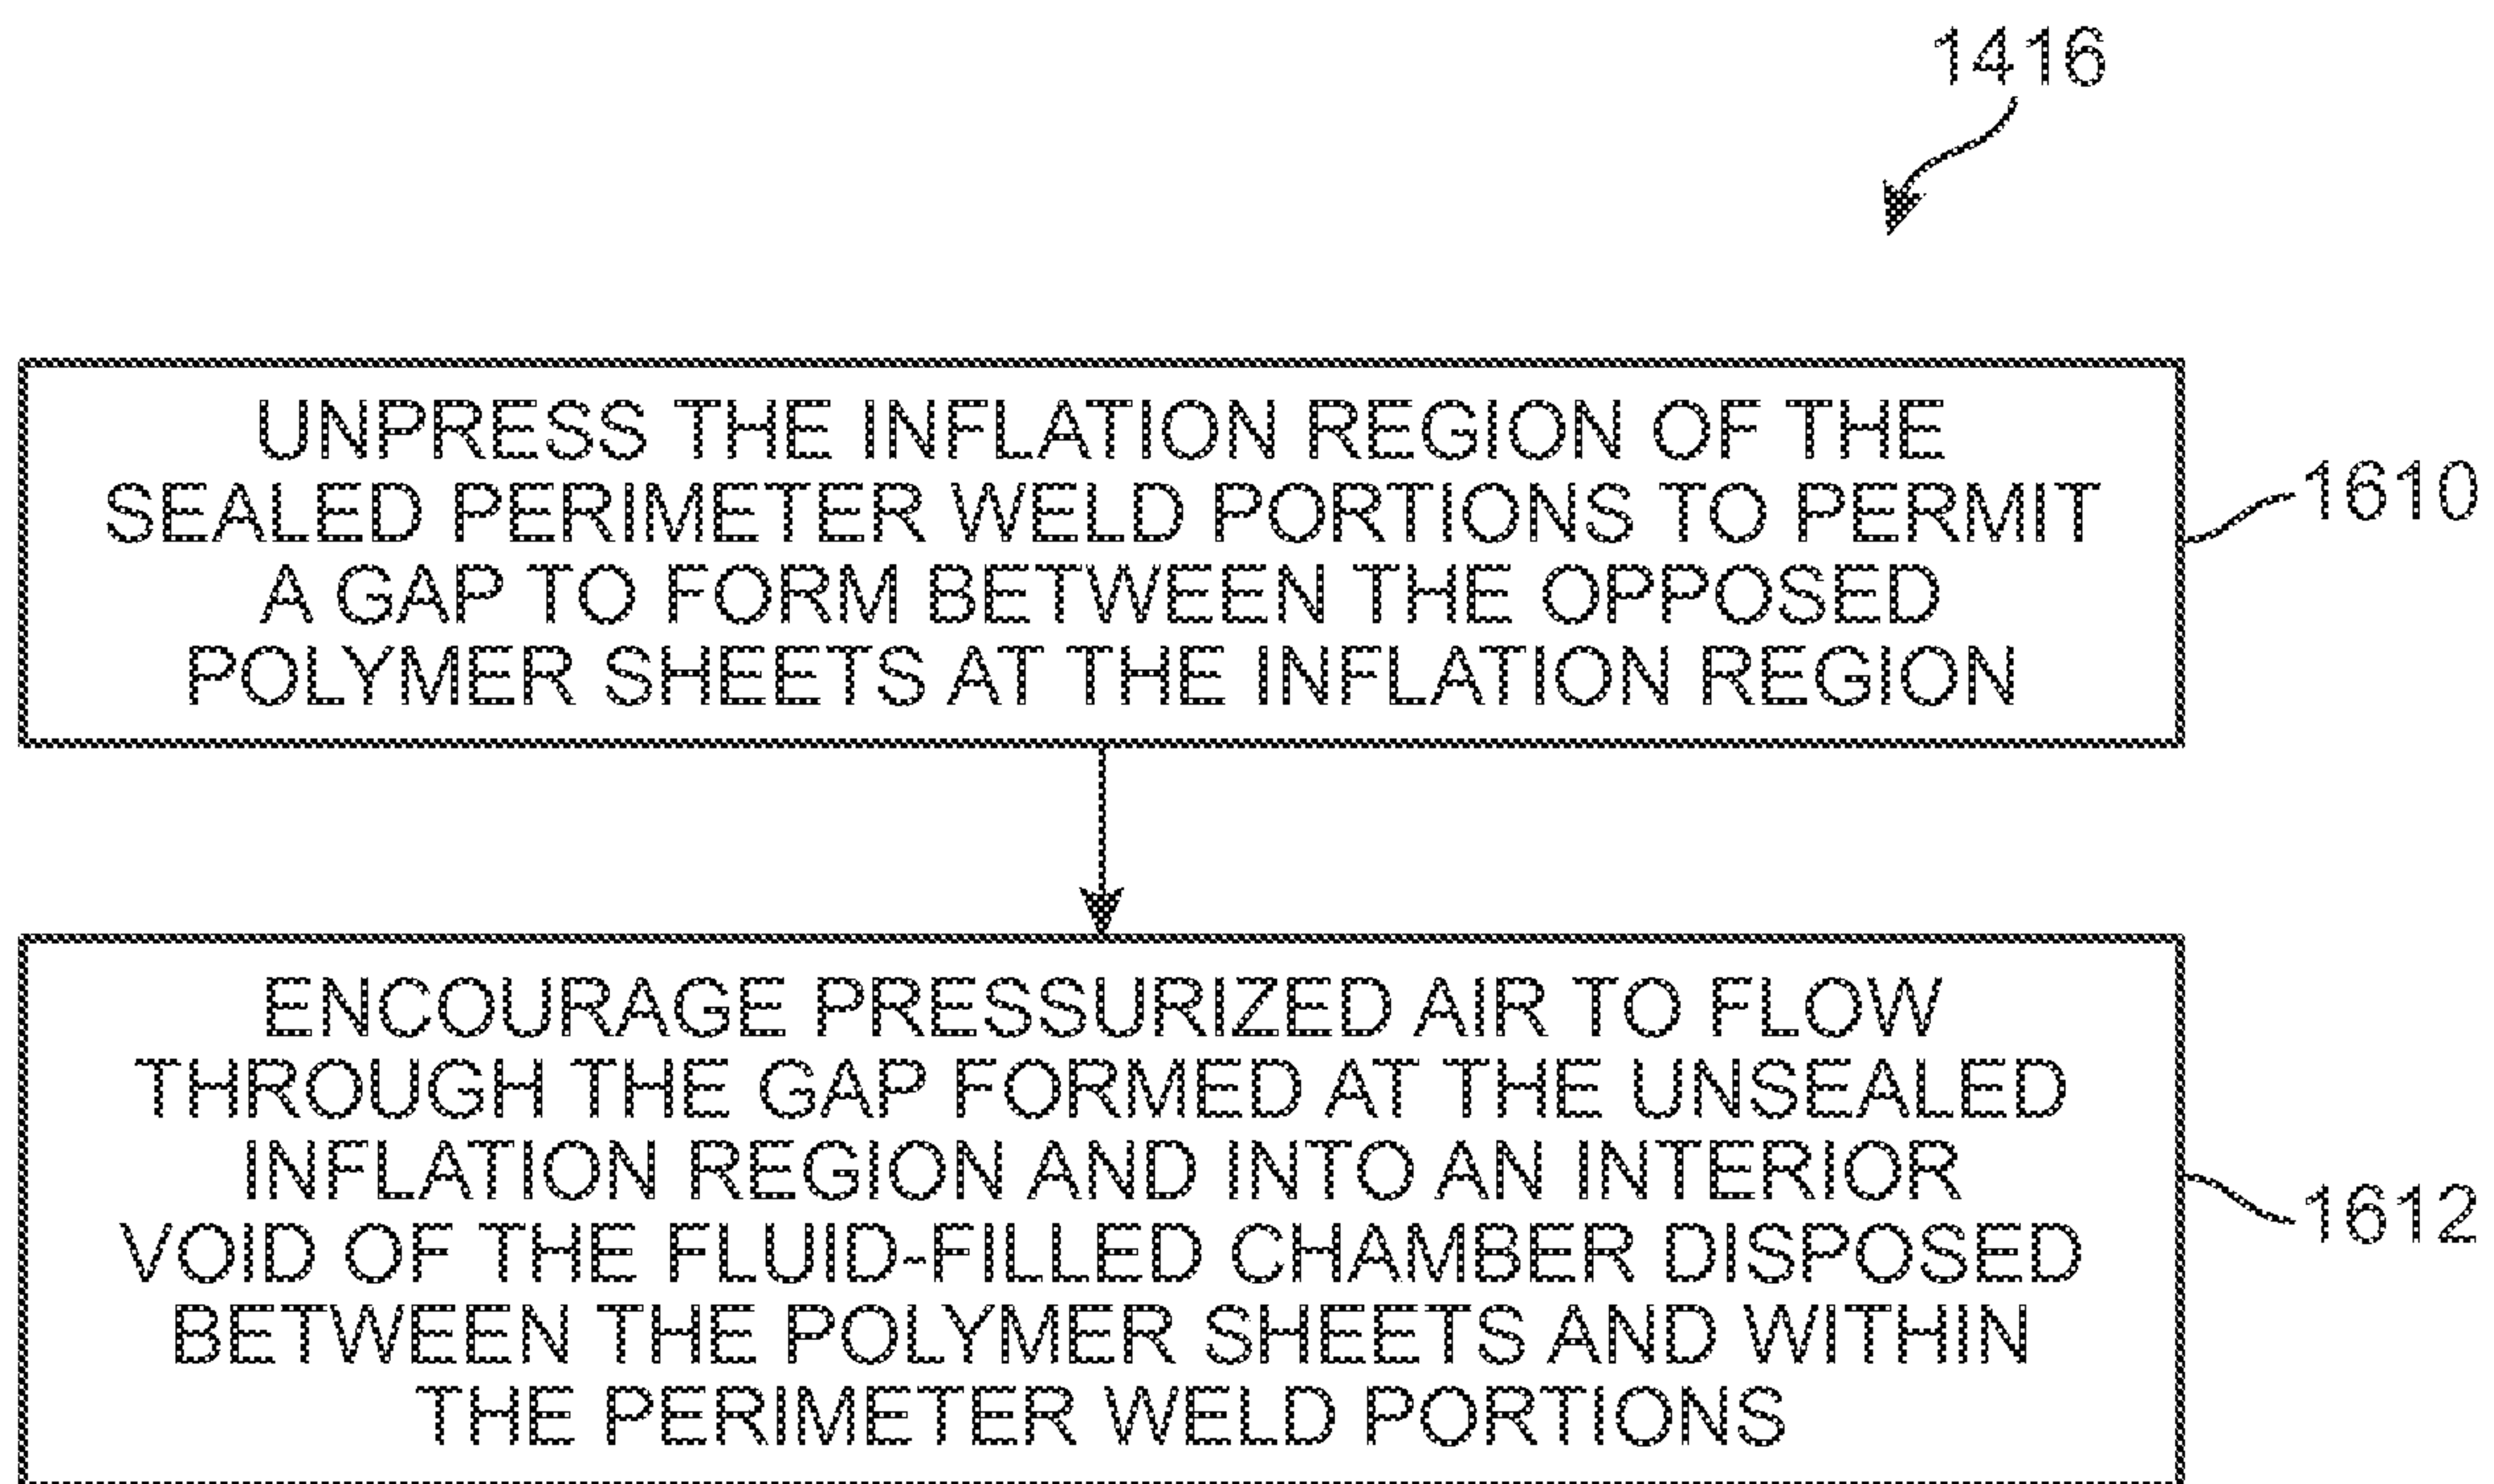 1416
UNPRESS THE INFLATION REGION OF THE
SEALED PERIMETER WELD PORTIONS TO PERMIT
A GAP TO FORM BETWEEN THE OPPOSED
POLYMER SHEETS AT THE INFLATION REGION
1610
ENCOURAGE PRESSURIZED AIR TO FLOW
THROUGH THE GAP FORMED AT THE UNSEALED
INFLATION REGION AND INTO AN INTERIOR
VOID OF THE FLUID-FILLED CHAMBER DISPOSED
BETWEEN THE POLYMER SHEETS AND WITHIN
THE PERIMETER WELD PORTIONS
1612